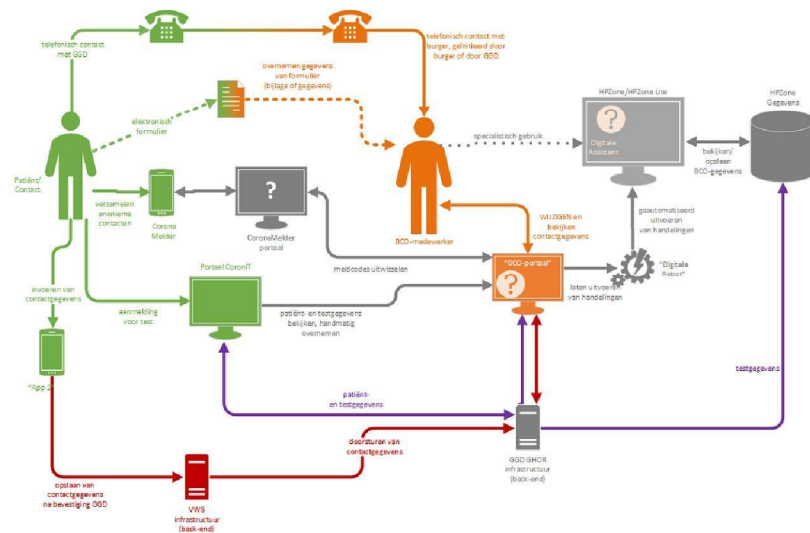 telefonisch contact
met GGD
telefonisch contact met
burger, geïnitieerd door
burger of door GGD
overnemen gegevens
van formulier
(bijlage of gegevens)
electronisch
formulier
HPZone/HPZone Lite
?
Digitale
Assistent
HPZone
Gegevens
specialistisch gebruik
bekijken/
opslaan
BCO-gegevens
Patiënt/
Contact
verzamelen
anonieme
contacten
Corona
Melder
?
CoronaMelder
portaal
BCO-medewerker
WIJZIGEN en
bekijken
contactgegevens
geautomatiseerd
uitvoeren
van handelingen
meldcodes uitwisselen
"BCO-portaal"
?
"Digitale
Robot"
laten uitvoeren
van handelingen
invoeren van
contactgegevens
aanmelding
voor test
Portaal CoronIT
patiënt- en testgegevens
bekijken, handmatig
overnemen
"App 2"
patiënt-
en testgegevens
testgegevens
doorsturen van
contactgegevens
GGD GHOR
infrastructuur
(back-end)
opslaan van
contactgegevens
na bevestiging GGD
VWS
infrastructuur
(back-end)